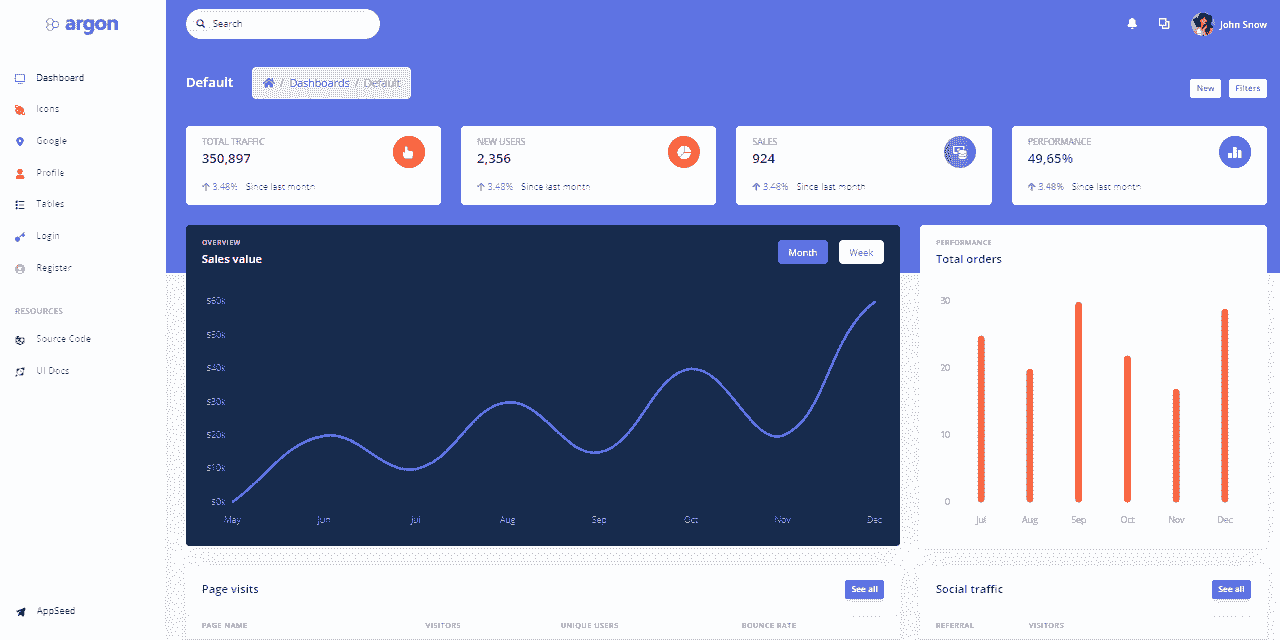 argon
Search
John Snow
Dashboard
Icons
Google
Profile
Tables
Login
Register
RESOURCES
Source Code
UI Docs
AppSeed
Default
/ Dashboards / Default
New
Filters
TOTAL TRAFFIC
350,897
3.48% Since last month
NEW USERS
2,356
3.48% Since last month
SALES
924
3.48% Since last month
PERFORMANCE
49,65%
3.48% Since last month
OVERVIEW
Sales value
Month
Week
$60k
$50k
$40k
$30k
$20k
$10k
$0k
May Jun Jul Aug Sep Oct Nov Dec
PERFORMANCE
Total orders
30
20
10
0
Jul Aug Sep Oct Nov Dec
Page visits
See all
PAGE NAME VISITORS UNIQUE USERS BOUNCE RATE
Social traffic
See all
REFERRAL VISITORS